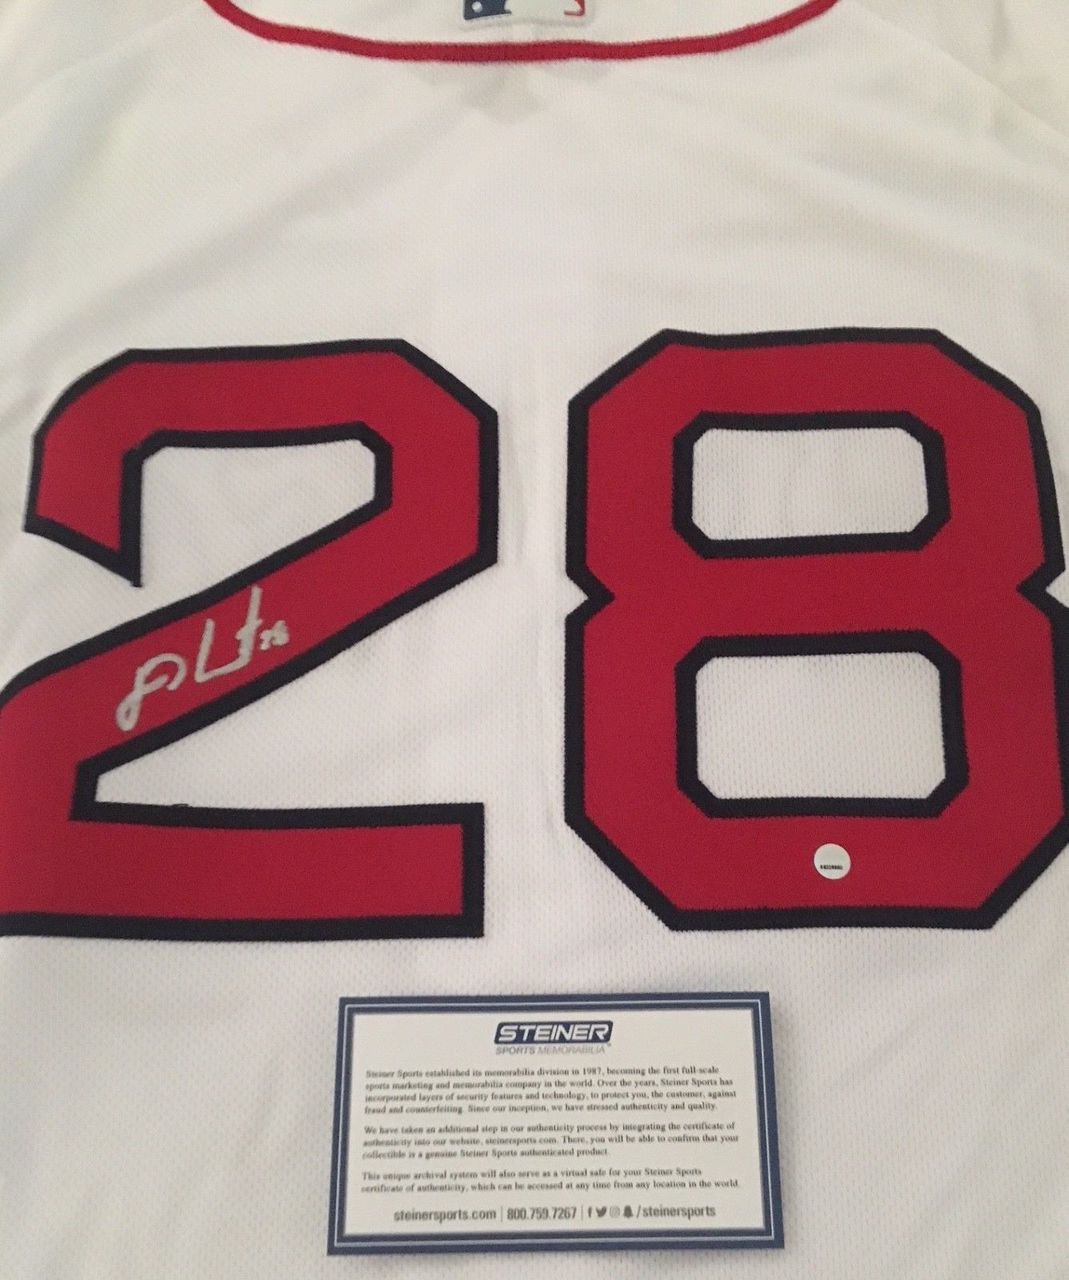 28
28
STEINER
SPORTS MEMORABILIA
Steiner Sports established its memorabilia division in 1987, becoming the first full-scale
sports marketing and memorabilia company in the world. Over the years, Steiner Sports has
incorporated layers of security features and technology, to protect you, the customer, against
fraud and counterfeiting. Since our inception, we have stressed authenticity and quality.
We have taken an additional step in our authenticity process by integrating the certificate of
authenticity into our website, steinersports.com. There, you will be able to confirm that your
collectible is a genuine Steiner Sports authenticated product.
This unique archival system will also serve as a virtual safe for your Steiner Sports
certificate of authenticity, which can be accessed at any time from any location in the world.
steinersports.com | 800.759.7267 | /steinersports